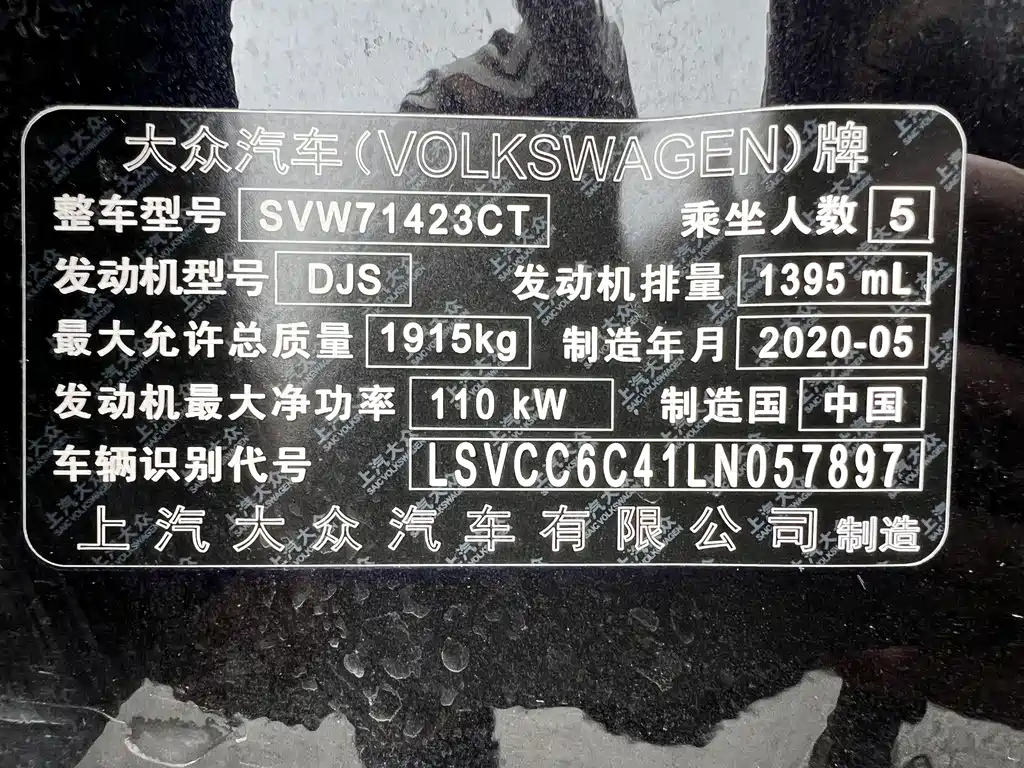 大众汽车(VOLKSWAGEN)牌
整车型号 SVW71423CT 乘坐人数 5
发动机型号 DJS 发动机排量 1395 mL
最大允许总质量 1915kg 制造年月 2020-05
发动机最大净功率 110 kW 制造国 中国
车辆识别代号 LSVCC6C41LN057897
上汽大众汽车有限公司 制造